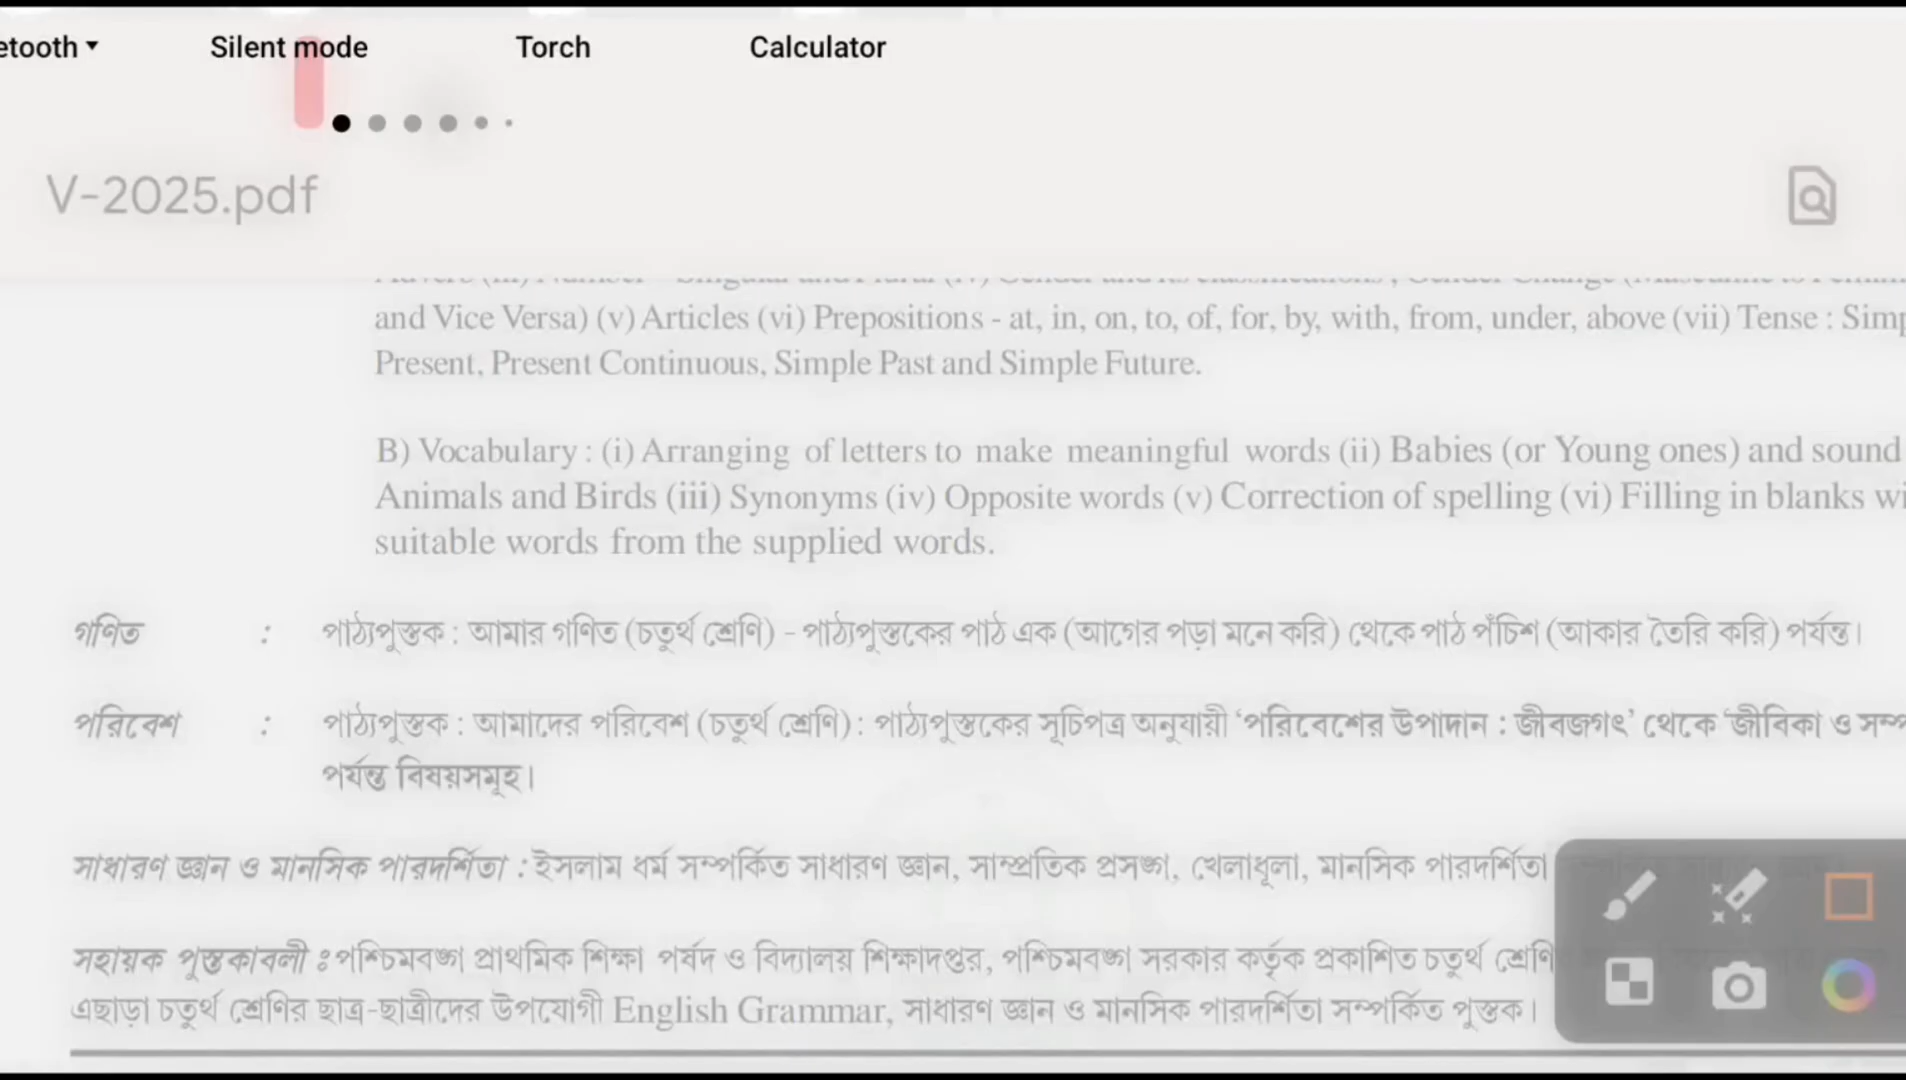 etooth Silent mode Torch Calculator
V-2025.pdf
and Vice Versa) (v) Articles (vi) Prepositions - at, in, on, to, of, for, by, with, from, under, above (vii) Tense : Simp
Present, Present Continuous, Simple Past and Simple Future.
B) Vocabulary : (i) Arranging of letters to make meaningful words (ii) Babies (or Young ones) and sound
Animals and Birds (iii) Synonyms (iv) Opposite words (v) Correction of spelling (vi) Filling in blanks wi
suitable words from the supplied words.
গণিত : পাঠ্যপুস্তক : আমার গণিত (চতুর্থ শ্রেণি) - পাঠ্যপুস্তকের পাঠ এক (আগের পড়া মনে করি) থেকে পাঠ পঁচিশ (আকার তৈরি করি) পর্যন্ত।
পরিবেশ : পাঠ্যপুস্তক : আমাদের পরিবেশ (চতুর্থ শ্রেণি) : পাঠ্যপুস্তকের সূচিপত্র অনুযায়ী ‘পরিবেশের উপাদান : জীবজগৎ’ থেকে ‘জীবিকা ও সম্প
পর্যন্ত বিষয়সমূহ।
সাধারণ জ্ঞান ও মানসিক পারদর্শিতা : ইসলাম ধর্ম সম্পর্কিত সাধারণ জ্ঞান, সাম্প্রতিক প্রসঙ্গ, খেলাধূলা, মানসিক পারদর্শিতা
সহায়ক পুস্তকাবলী ঃ পশ্চিমবঙ্গ প্রাথমিক শিক্ষা পর্ষদ ও বিদ্যালয় শিক্ষাদপ্তর, পশ্চিমবঙ্গ সরকার কর্তৃক প্রকাশিত চতুর্থ শ্রেণি
এছাড়া চতুর্থ শ্রেণির ছাত্র-ছাত্রীদের উপযোগী English Grammar, সাধারণ জ্ঞান ও মানসিক পারদর্শিতা সম্পর্কিত পুস্তক।